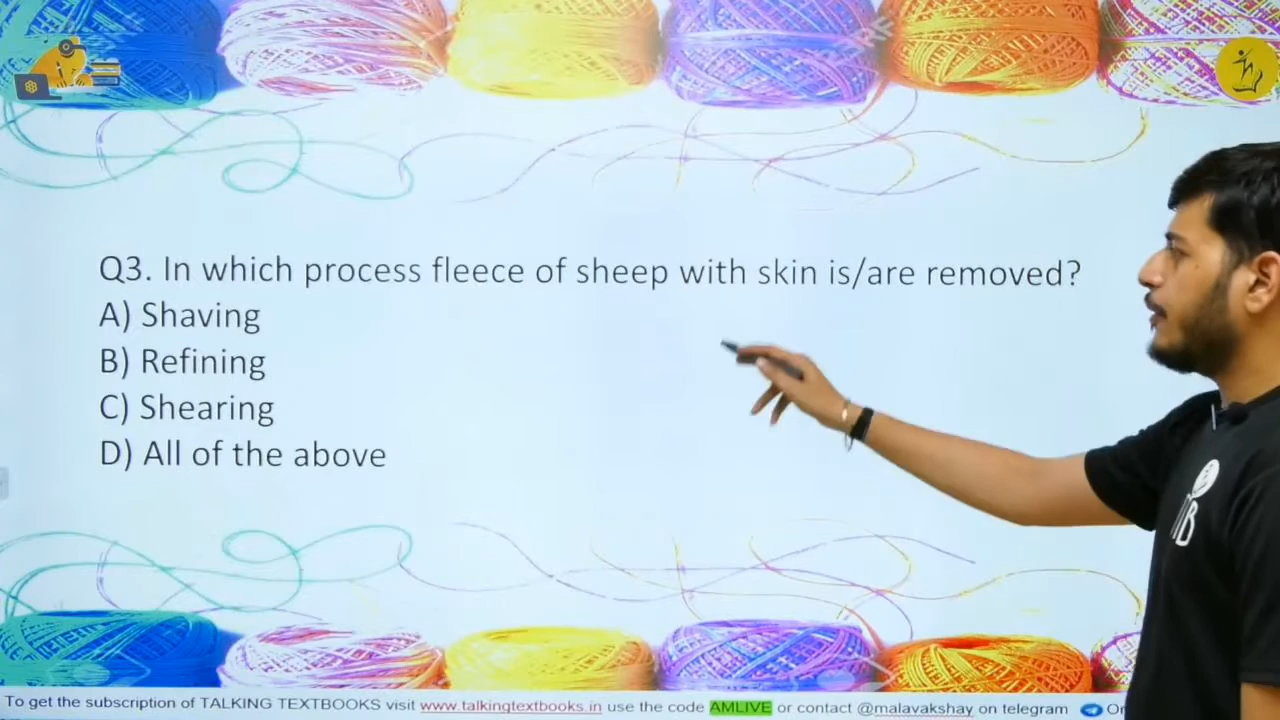 Q3. In which process fleece of sheep with skin is/are removed?
A) Shaving
B) Refining
C) Shearing
D) All of the above
To get the subscription of TALKING TEXTBOOKS visit www.talkingtextbooks.in use the code AMLIVE or contact @malavakshay on telegram